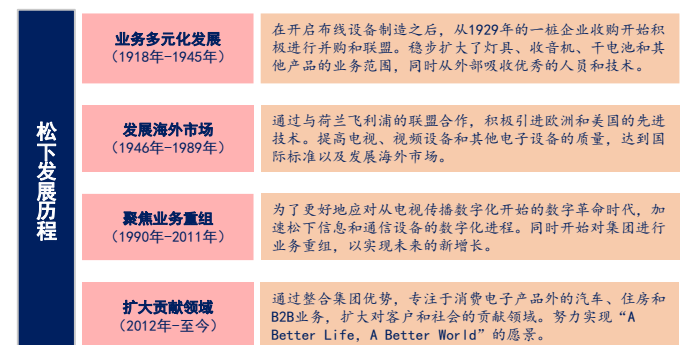 松下发展历程
业务多元化发展
（1918年-1945年）
在开启布线设备制造之后，从1929年的一桩企业收购开始积
极进行并购和联盟。稳步扩大了灯具、收音机、干电池和其
他产品的业务范围，同时从外部吸收优秀的人员和技术。
发展海外市场
（1946年-1989年）
通过与荷兰飞利浦的联盟合作，积极引进欧洲和美国的先进
技术。提高电视、视频设备和其他电子设备的质量，达到国
际标准以及发展海外市场。
聚焦业务重组
（1990年-2011年）
为了更好地应对从电视传播数字化开始的数字革命时代，加
速松下信息和通信设备的数字化进程。同时开始对集团进行
业务重组，以实现未来的新增长。
扩大贡献领域
（2012年-至今）
通过整合集团优势，专注于消费电子产品外的汽车、住房和
B2B业务，扩大对客户和社会的贡献领域。努力实现“A
Better Life，A Better World”的愿景。